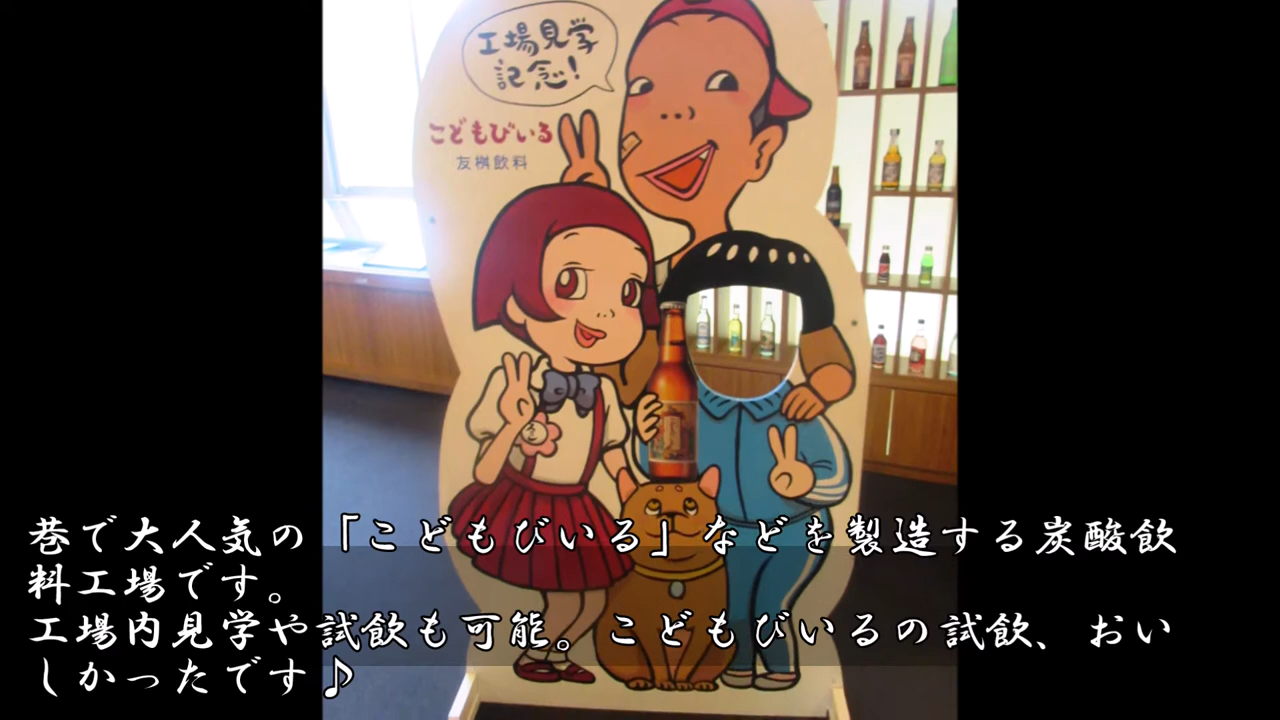 工場見学
記念!
こどもびいる
友桝飲料
巷で大人気の「こどもびいる」などを製造する炭酸飲
料工場です。
工場内見学や試飲も可能。こどもびいるの試飲、おい
しかったです♪